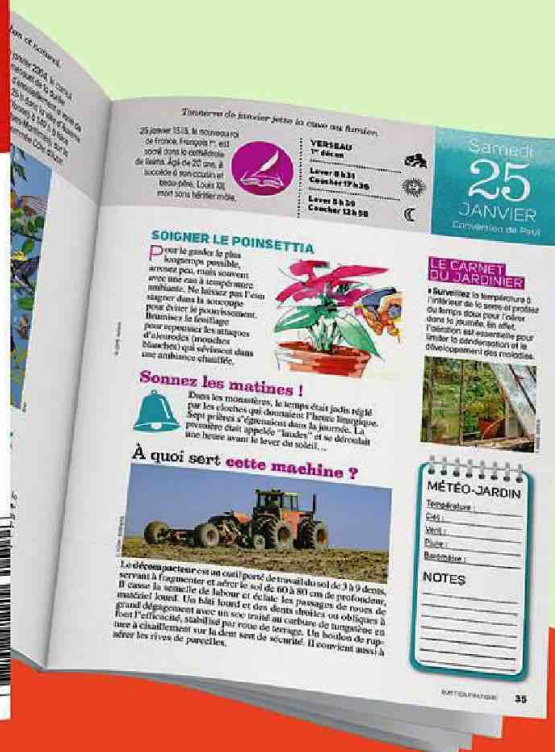 Tonnerre de janvier jette la cuve au fumier.
25 janvier 1515, le nouveau roi
de France, François 1er, est
sacré dans la cathédrale
de Reims. Âgé de 20 ans, il
succède à son cousin et
beau-père, Louis XII,
mort sans héritier mâle.
VERSEAU
1er décan
Lever 8 h 31
Coucher 17 h 36
Lever 5 h 39
Coucher 12 h 58
Samedi
25
JANVIER
Conversion de Paul
SOIGNER LE POINSETTIA
Pour le garder le plus
longtemps possible,
arrosez peu, mais souvent
avec une eau à température
ambiante. Ne laissez pas l'eau
stagner dans la soucoupe
pour éviter le pourrissement.
Brumisez le feuillage
pour repousser les attaques
d'aleurodes (mouches
blanches) qui sévissent dans
une ambiance chauffée.
LE CARNET
DU JARDINIER
Surveillez la température à
l'intérieur de la serre et profitez
du temps doux pour l'aérer
dans la journée. En effet,
l'aération est essentielle pour
limiter la condensation et le
développement des maladies.
Sonnez les matines !
Dans les monastères, le temps était jadis réglé
par les cloches qui donnaient l'heure liturgique.
Sept prières s'égrenaient dans la journée. La
première était appelée "laudes" et se déroulait
une heure avant le lever du soleil...
À quoi sert cette machine ?
Le décompacteur est un outil porté de travail du sol de 3 à 9 dents,
servant à fragmenter et aérer le sol de 60 à 80 cm de profondeur.
Il casse la semelle de labour et éclate les passages de roues de
matériel lourd. Un bâti lourd et des dents droites ou obliques à
grand dégagement avec un soc traité au carbure de tungstène en
font l'efficacité, stabilisé par roue de terrage. Un boulon de rup-
ture à cisaillement sur la dent sert de sécurité. Il convient aussi à
aérer les rives de parcelles.
MÉTÉO-JARDIN
Température :
Ciel :
Vent :
Pluie :
Baromètre :
NOTES
35